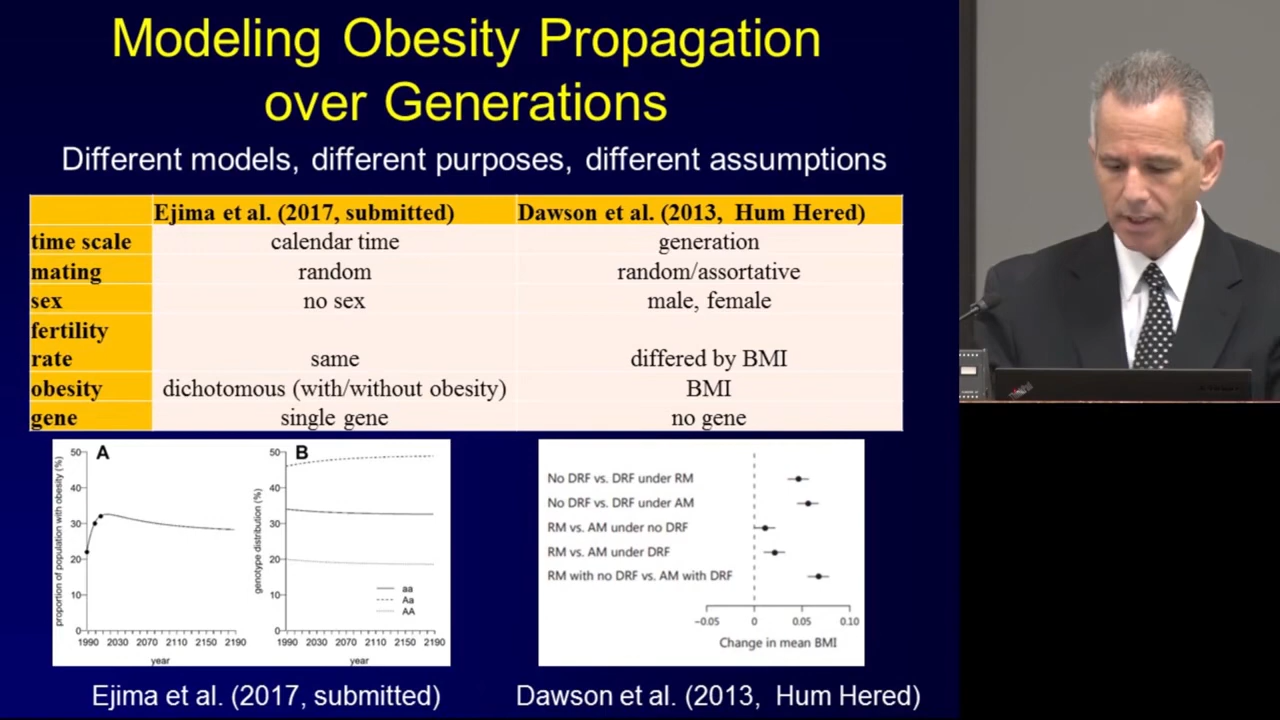 Modeling Obesity Propagation
over Generations
Different models, different purposes, different assumptions
Ejima et al. (2017, submitted) Dawson et al. (2013, Hum Hered)
time scale calendar time generation
mating random random/assortative
sex no sex male, female
fertility
rate same differed by BMI
obesity dichotomous (with/without obesity) BMI
gene single gene no gene
A
proportion of population with obesity (%)
50
40
30
20
10
0
1990 2030 2070 2110 2150 2190
year
B
genotype distribution (%)
50
40
30
20
10
0
aa
Aa
AA
1990 2030 2070 2110 2150 2190
year
No DRF vs. DRF under RM
No DRF vs. DRF under AM
RM vs. AM under no DRF
RM vs. AM under DRF
RM with no DRF vs. AM with DRF
−0.05 0 0.05 0.10
Change in mean BMI
Ejima et al. (2017, submitted)
Dawson et al. (2013, Hum Hered)